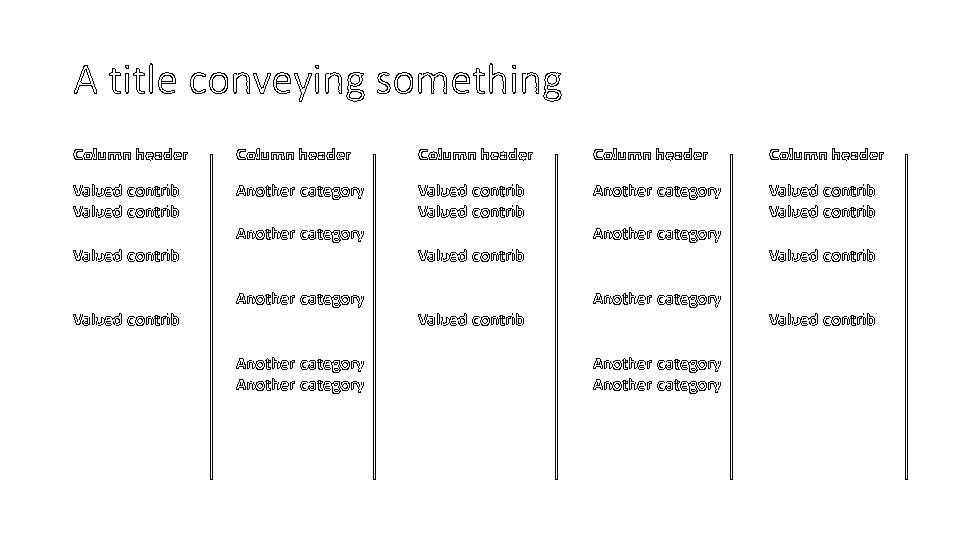 A title conveying something
Column header
Valued contrib
Valued contrib
Valued contrib
Valued contrib
Column header
Another category
Another category
Another category
Another category
Another category
Column header
Valued contrib
Valued contrib
Valued contrib
Valued contrib
Column header
Another category
Another category
Another category
Another category
Another category
Column header
Valued contrib
Valued contrib
Valued contrib
Valued contrib